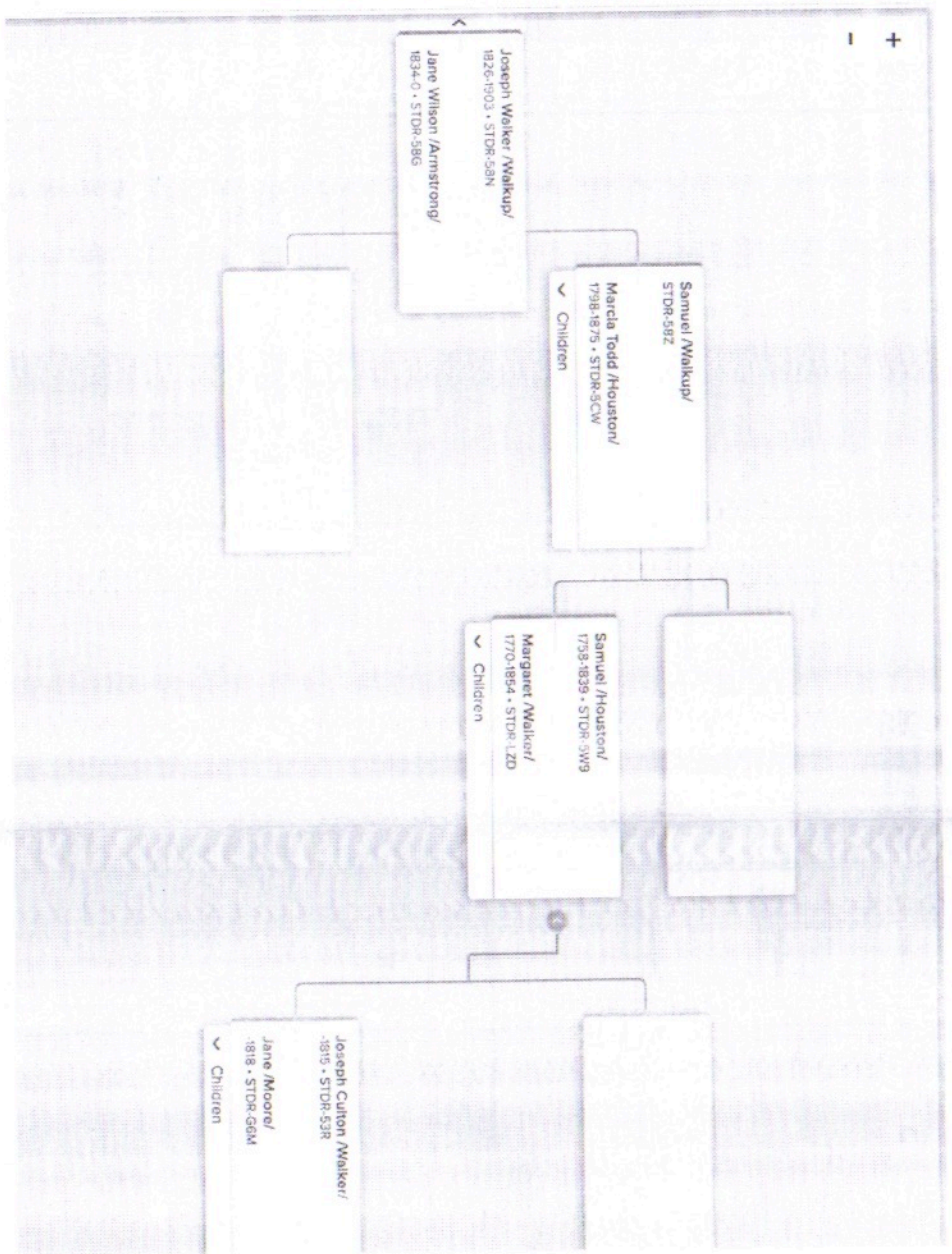 +
−
Joseph Walker /Walkup/
1826-1903 • STDR-58N
Jane Wilson /Armstrong/
1834-0 • STDR-58G
Samuel /Walkup/
STDR-58Z
Marcia Todd /Houston/
1798-1875 • STDR-5CW
Children
Samuel /Houston/
1758-1839 • STDR-5W9
Margaret /Walker/
1770-1854 • STDR-LZD
Children
Joseph Culton /Walker/
-1815 • STDR-53R
Jane /Moore/
-1818 • STDR-G6M
Children